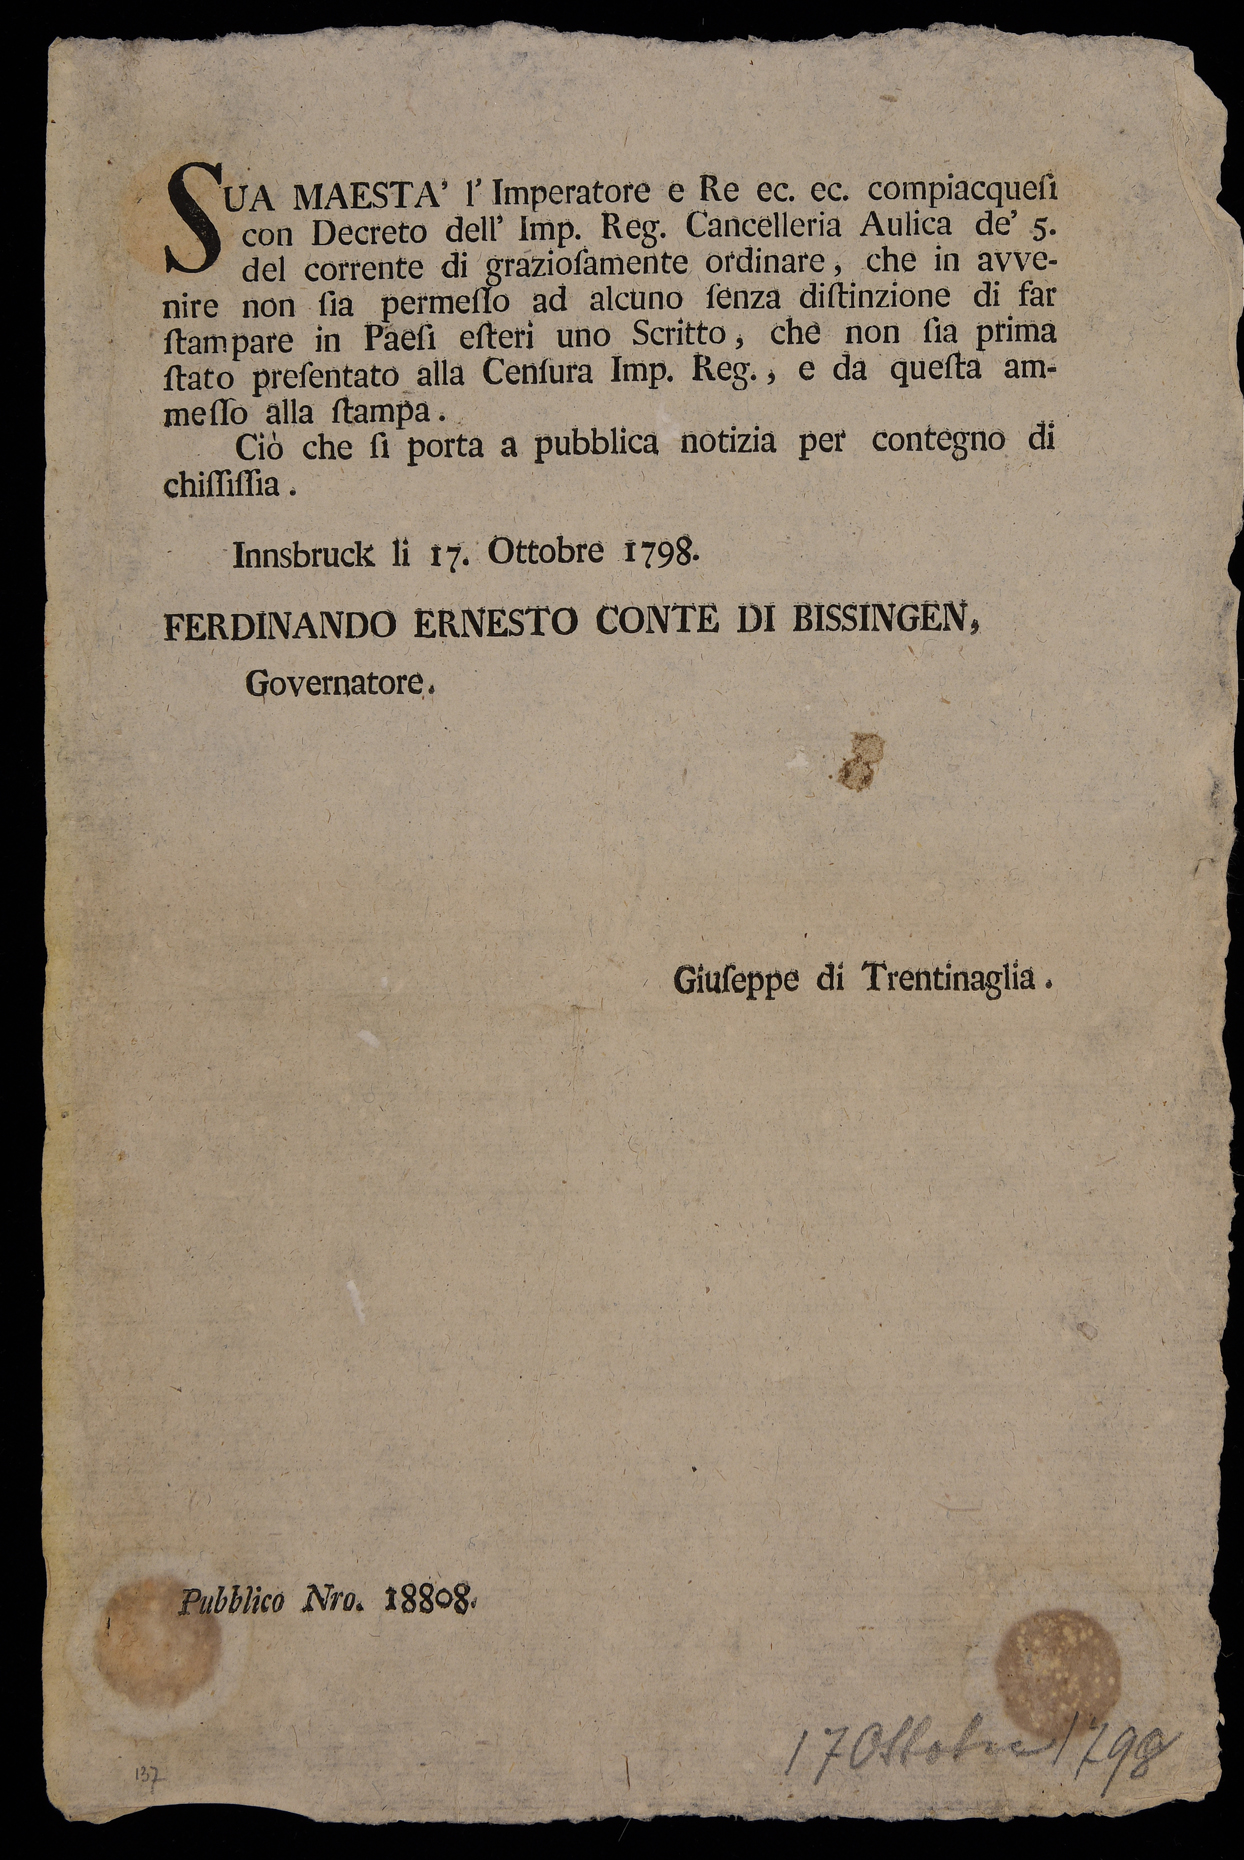 SUA MAESTA' l' Imperatore e Re ec. ec. compiacqueſi
con Decreto dell' Imp. Reg. Cancelleria Aulica de' 5.
del corrente di grazioſamente ordinare, che in avve-
nire non ſia permeſſo ad alcuno ſenza diſtinzione di far
ſtampare in Paeſi eſteri uno Scritto, che non ſia prima
ſtato preſentato alla Cenſura Imp. Reg., e da queſta am-
meſſo alla ſtampa.
Ciò che ſi porta a pubblica notizia per contegno di
chiſſiſſia.
Innsbruck li 17. Ottobre 1798.
FERDINANDO ERNESTO CONTE DI BISSINGEN,
Governatore.
Giuſeppe di Trentinaglia.
Pubblico Nro. 18808.
17 Ottobre 1798
137